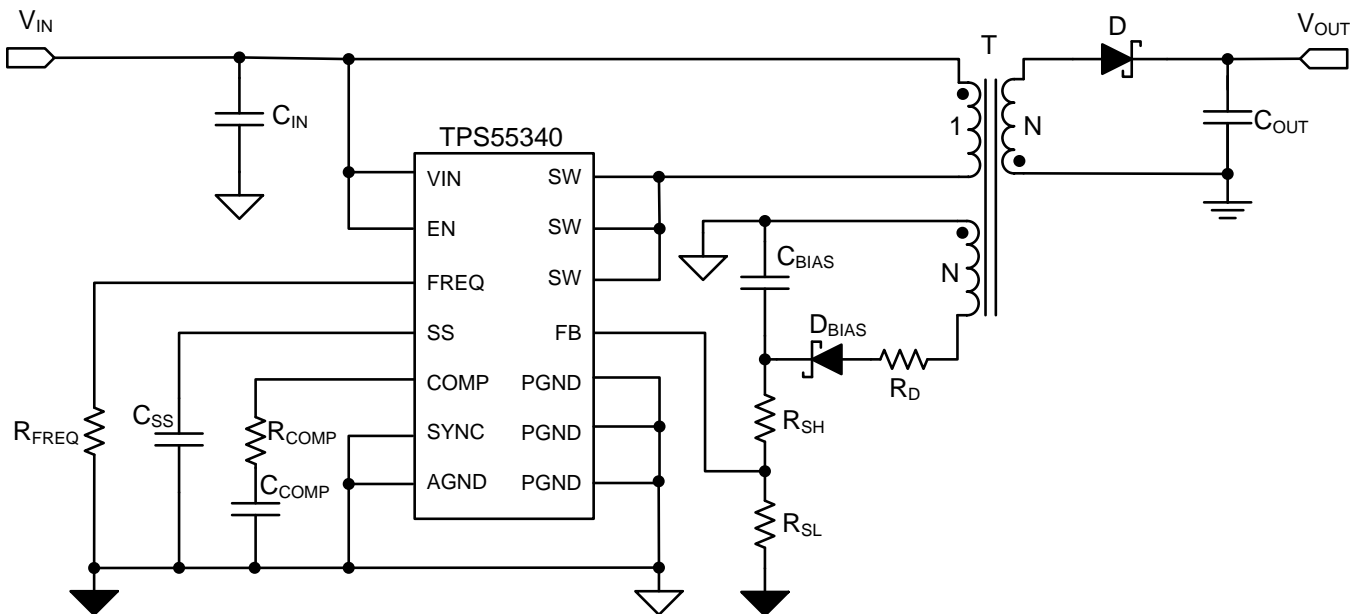 VIN
VOUT
D
T
CIN
COUT
1
N
TPS55340
VIN
SW
EN
SW
FREQ
SW
SS
FB
COMP
PGND
SYNC
PGND
AGND
PGND
CBIAS
N
DBIAS
RD
RSH
RSL
RFREQ
CSS
RCOMP
CCOMP